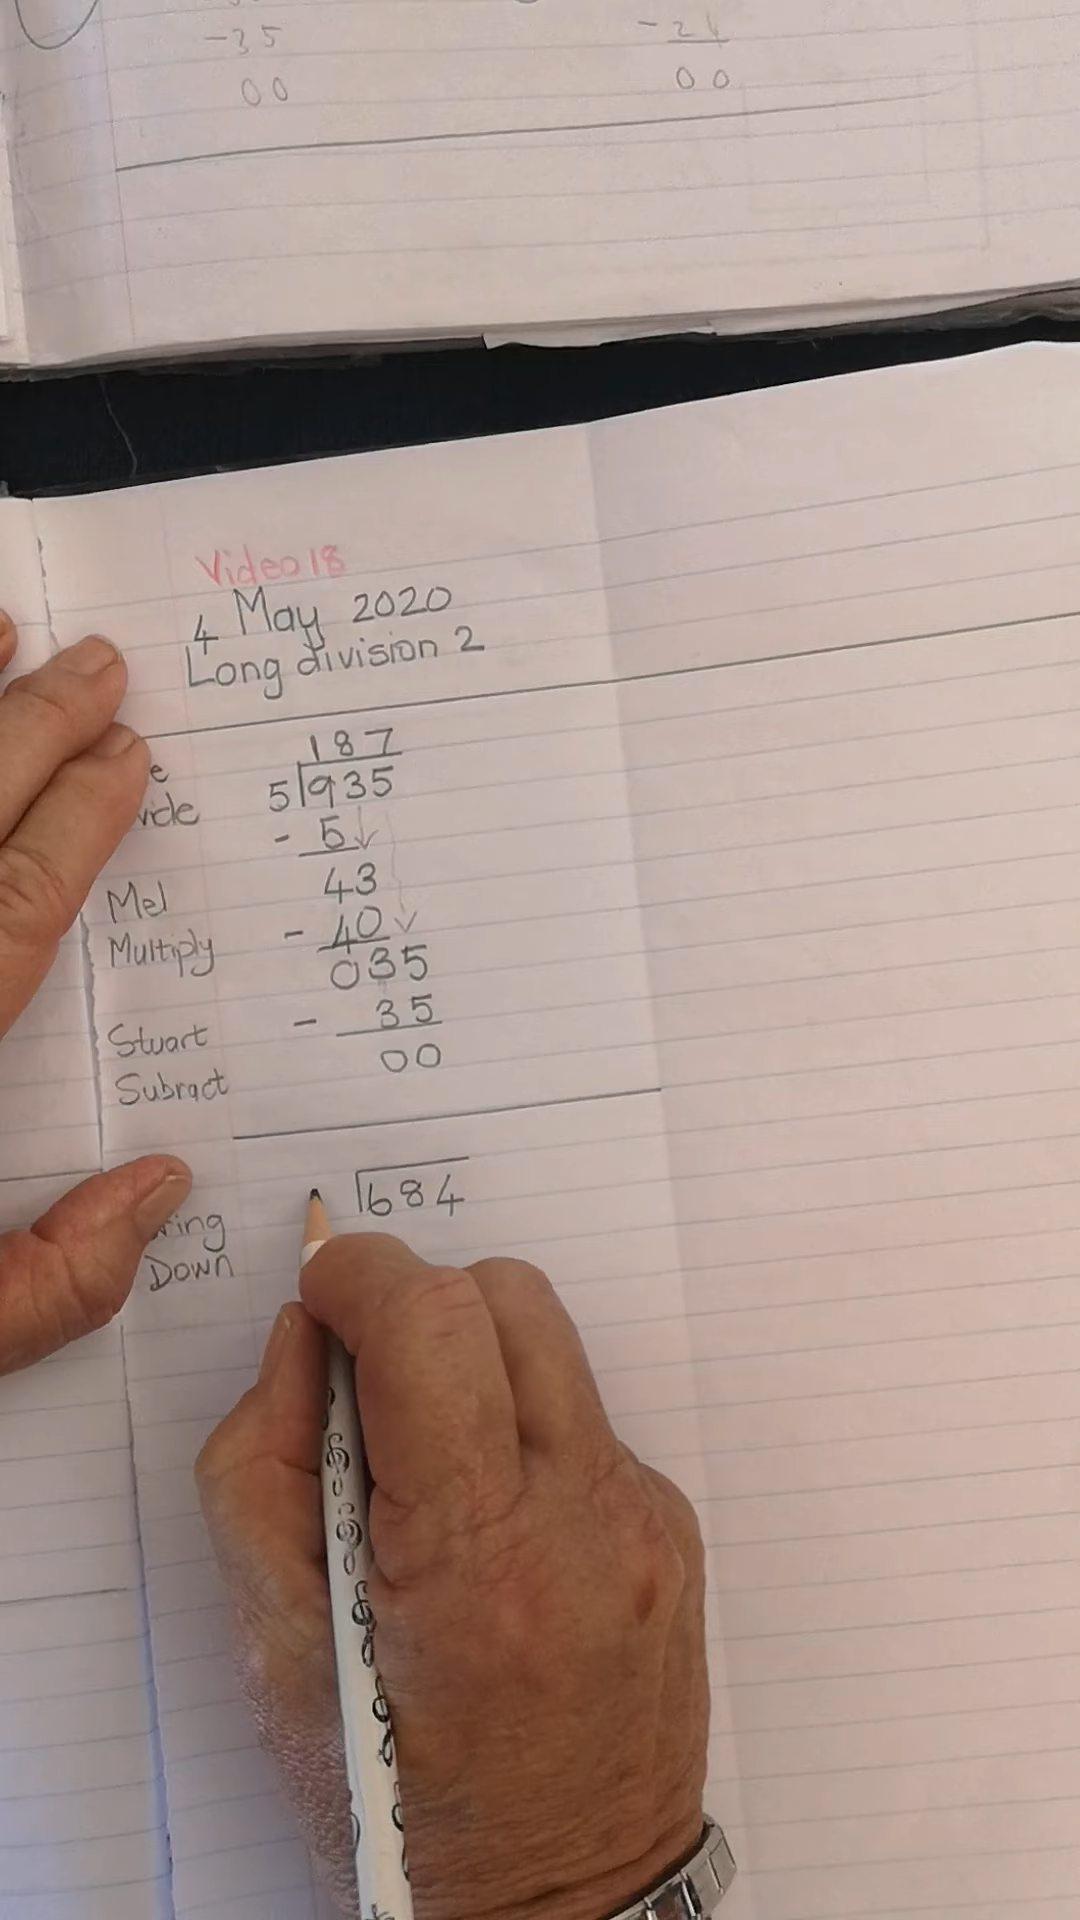 -35
00
-24
00
Video 18
4 May 2020
Long division 2
187
5|935
- 5↓
43
- 40↓
035
- 35
00
Mel
Multiply
Stuart
Subract
684
Down